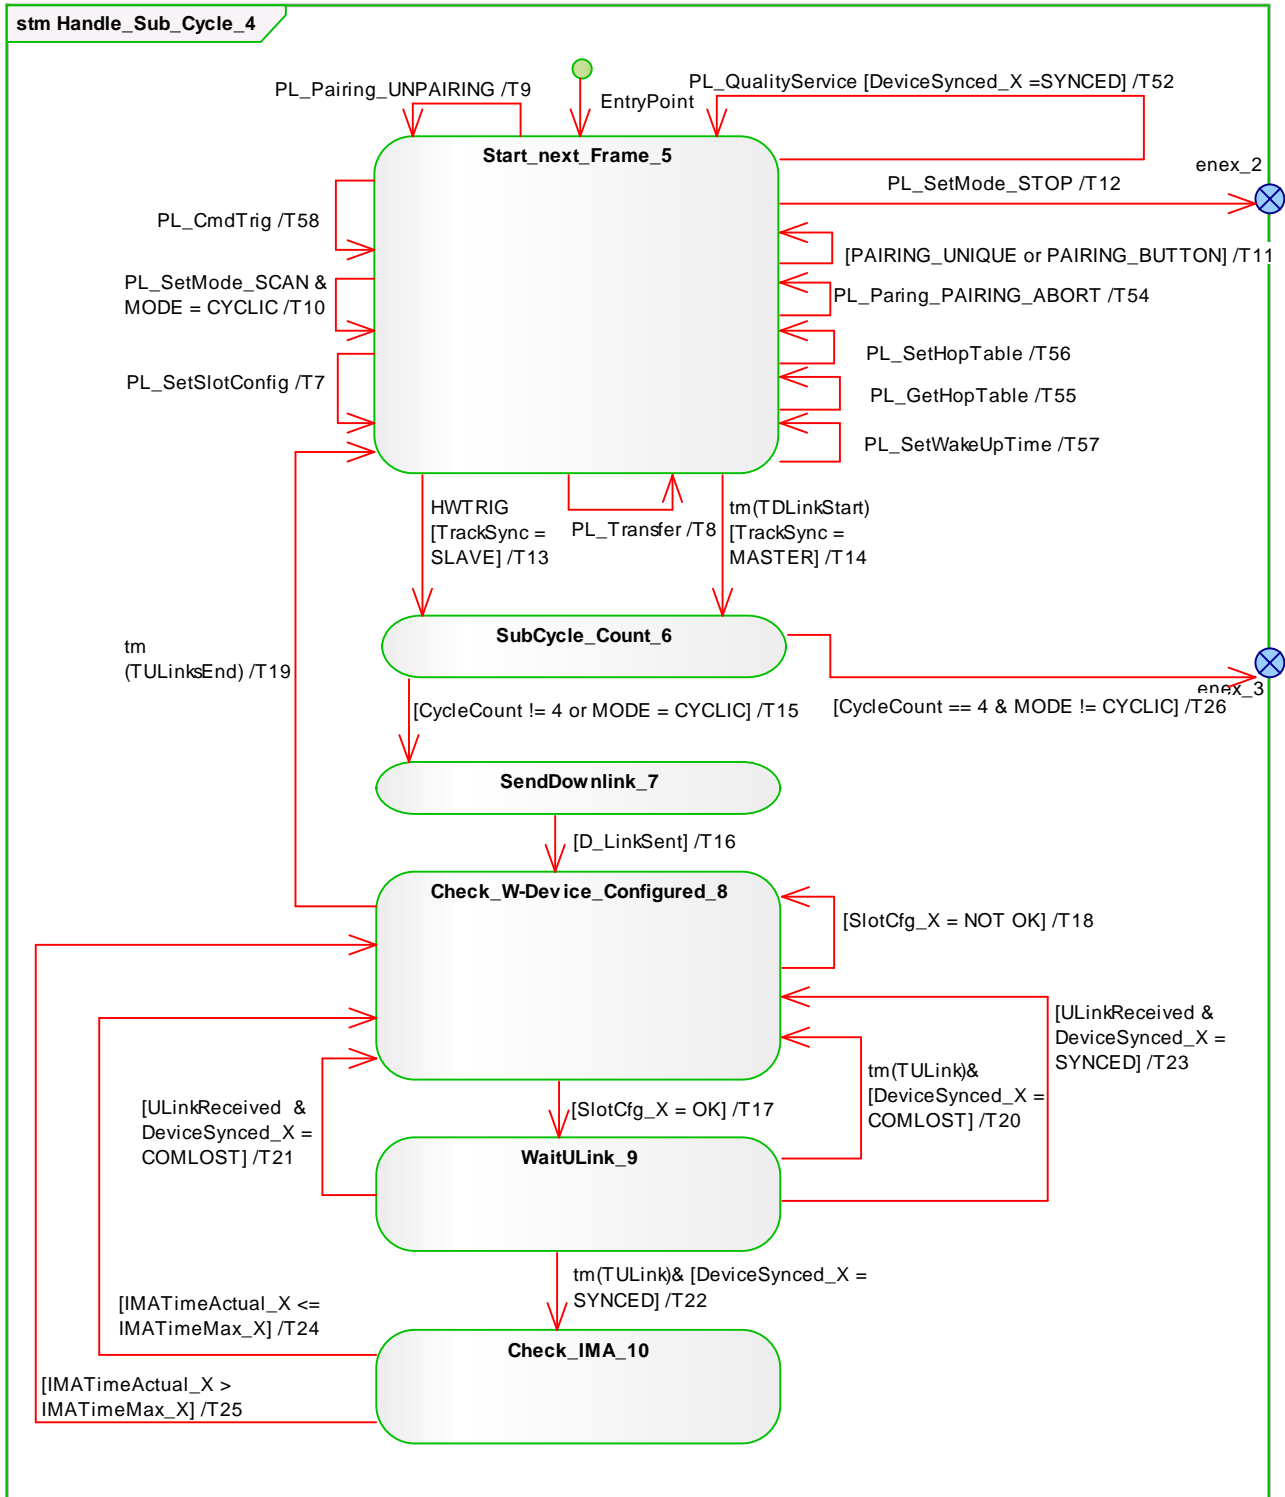 stm Handle_Sub_Cycle_4
PL_Pairing_UNPAIRING /T9
EntryPoint
PL_QualityService [DeviceSynced_X =SYNCED] /T52
Start_next_Frame_5
enex_2
PL_SetMode_STOP /T12
PL_CmdTrig /T58
[PAIRING_UNIQUE or PAIRING_BUTTON] /T11
PL_SetMode_SCAN &
MODE = CYCLIC /T10
PL_Paring_PAIRING_ABORT /T54
PL_SetHopTable /T56
PL_SetSlotConfig /T7
PL_GetHopTable /T55
PL_SetWakeUpTime /T57
HWTRIG
[TrackSync =
SLAVE] /T13
PL_Transfer /T8
tm(TDLinkStart)
[TrackSync =
MASTER] /T14
SubCycle_Count_6
tm
(TULinksEnd) /T19
enex_3
[CycleCount != 4 or MODE = CYCLIC] /T15
[CycleCount == 4 & MODE != CYCLIC] /T26
SendDownlink_7
[D_LinkSent] /T16
Check_W-Device_Configured_8
[SlotCfg_X = NOT OK] /T18
[ULinkReceived &
DeviceSynced_X =
SYNCED] /T23
tm(TULink)&
[DeviceSynced_X =
COMLOST] /T20
[ULinkReceived &
DeviceSynced_X =
COMLOST] /T21
[SlotCfg_X = OK] /T17
WaitULink_9
tm(TULink)& [DeviceSynced_X =
SYNCED] /T22
[IMATimeActual_X <=
IMATimeMax_X] /T24
Check_IMA_10
[IMATimeActual_X >
IMATimeMax_X] /T25